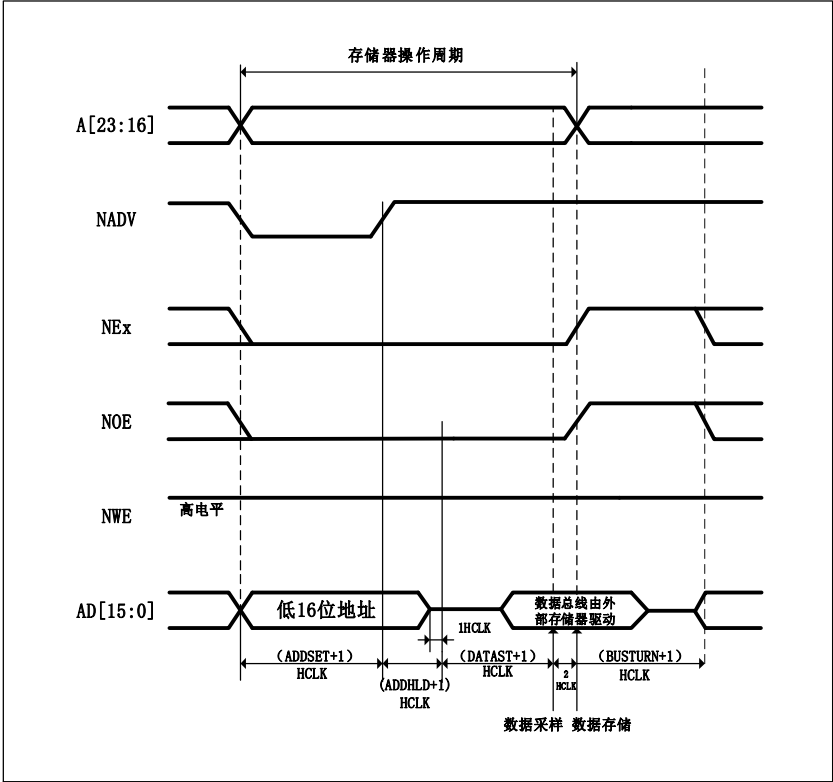 存储器操作周期
A[23:16]
NADV
NEx
NOE
NWE
高电平
AD[15:0]
低16位地址
数据总线由外
部存储器驱动
1HCLK
(ADDSET+1)
HCLK
(ADDHLD+1)
HCLK
(DATAST+1)
HCLK
2
HCLK
(BUSTURN+1)
HCLK
数据采样 数据存储